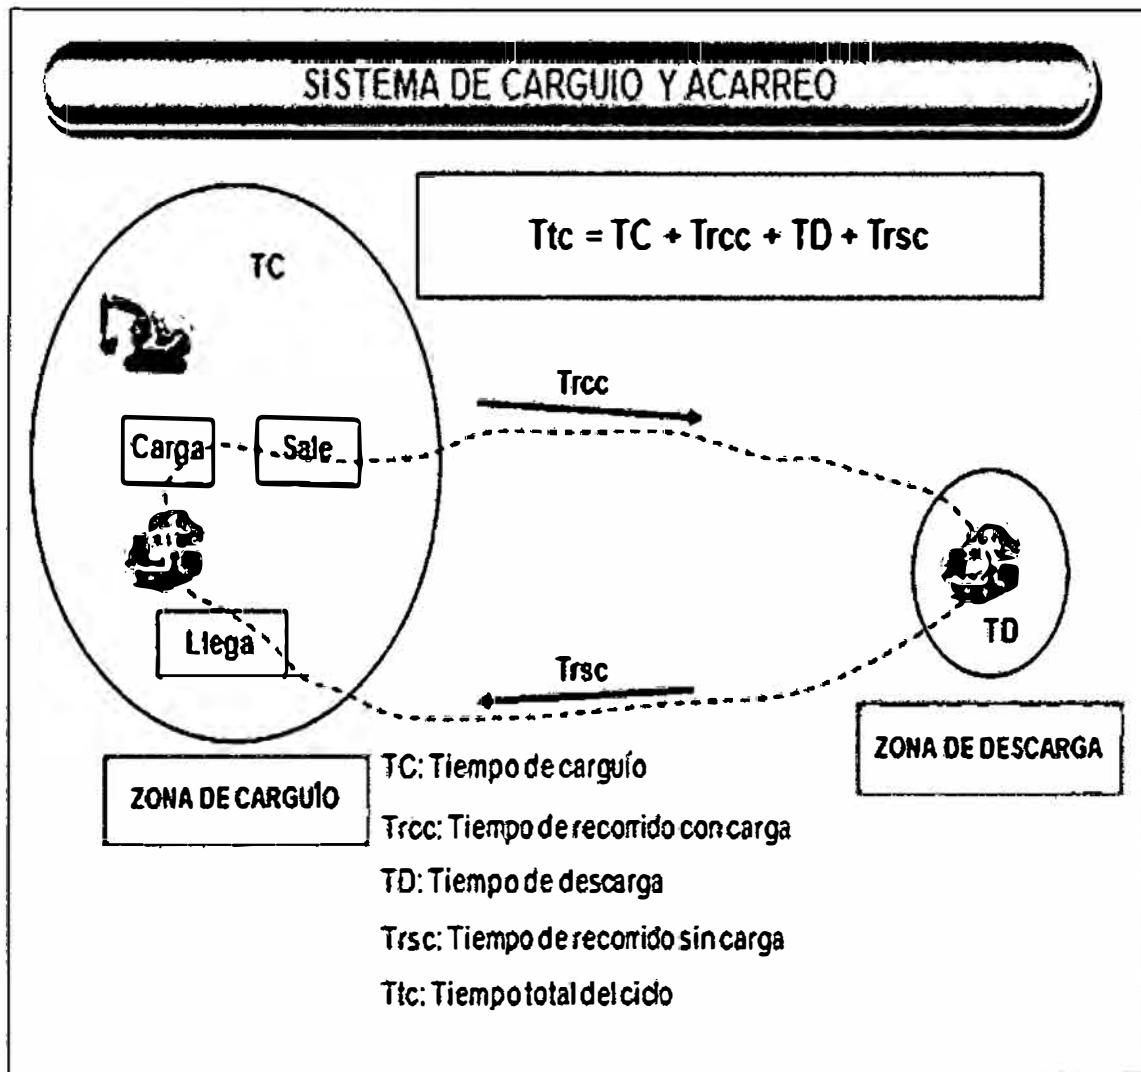 SISTEMA DE CARGUIO Y ACARREO
Ttc = TC + Trcc + TD + Trsc
TC
Trcc
Carga
Sale
Llega
Trsc
TD
ZONA DE CARGUÍO
ZONA DE DESCARGA
TC: Tiempo de carguío
Trcc: Tiempo de recorrido con carga
TD: Tiempo de descarga
Trsc: Tiempo de recorrido sin carga
Ttc: Tiempo total del ciclo